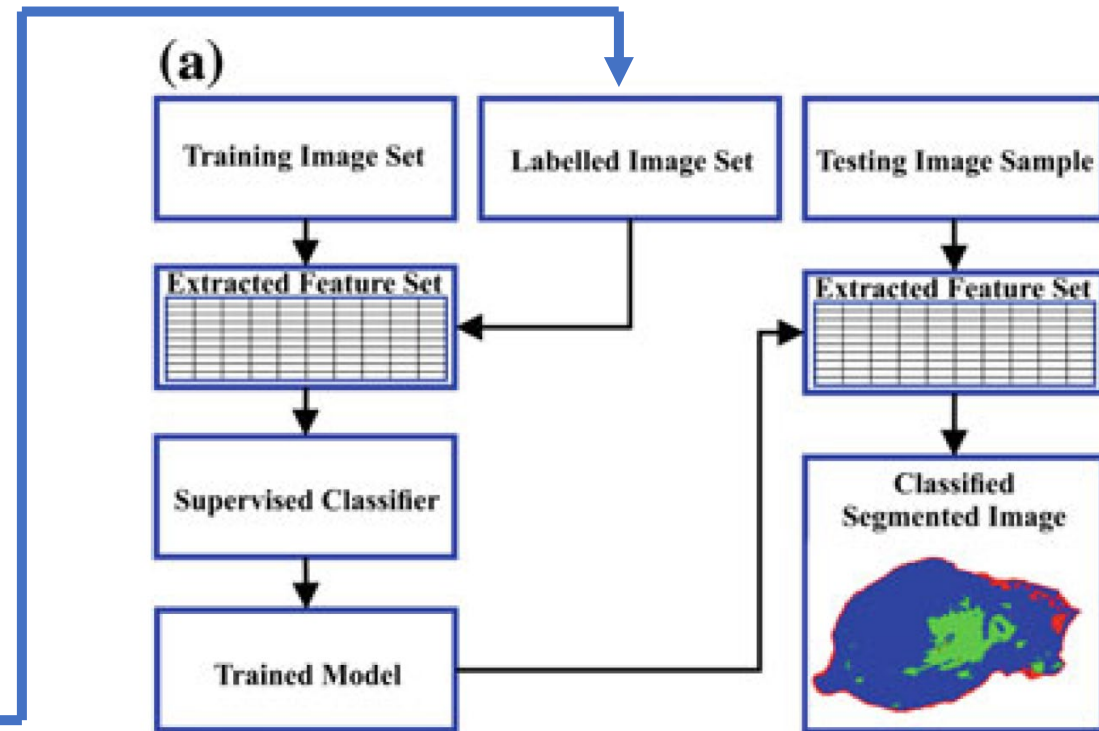 (a)
Training Image Set
Labelled Image Set
Testing Image Sample
Extracted Feature Set
Extracted Feature Set
Supervised Classifier
Classified
Segmented Image
Trained Model